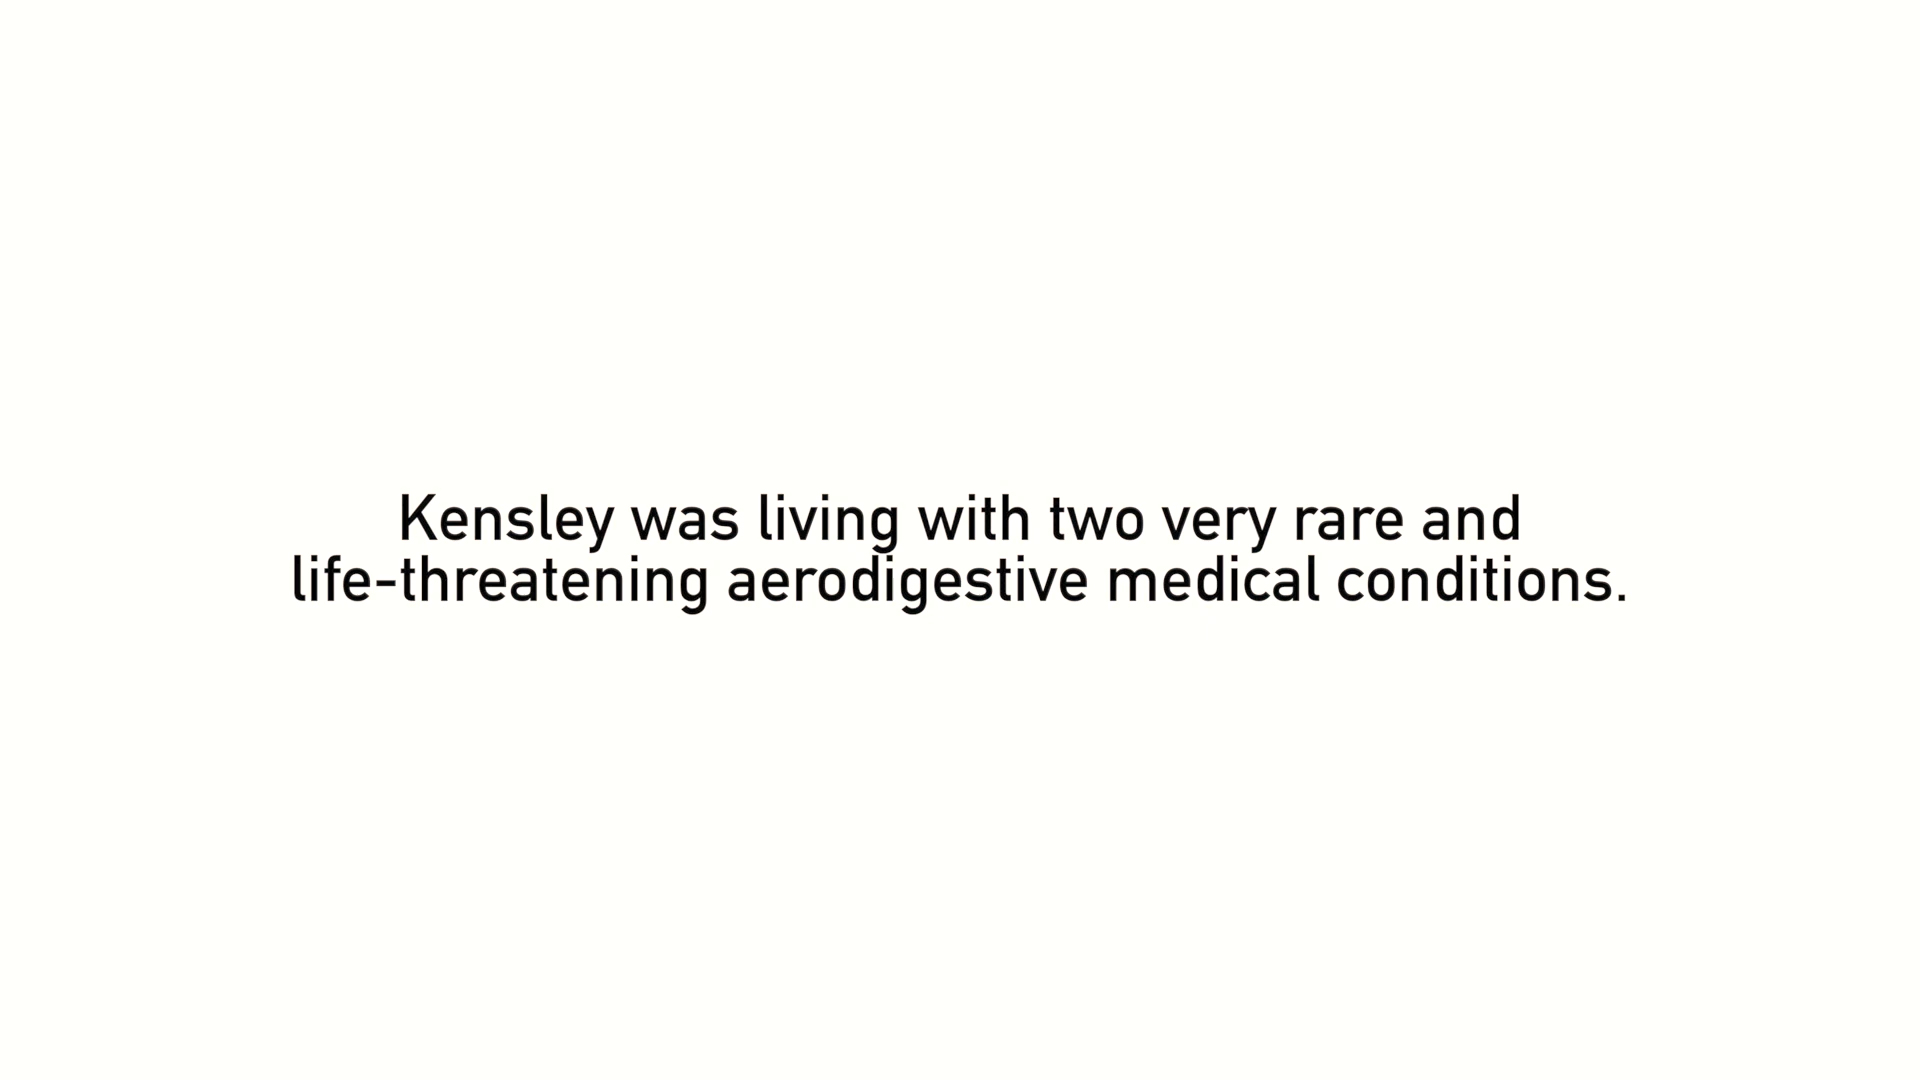 Kensley was living with two very rare and
life-threatening aerodigestive medical conditions.